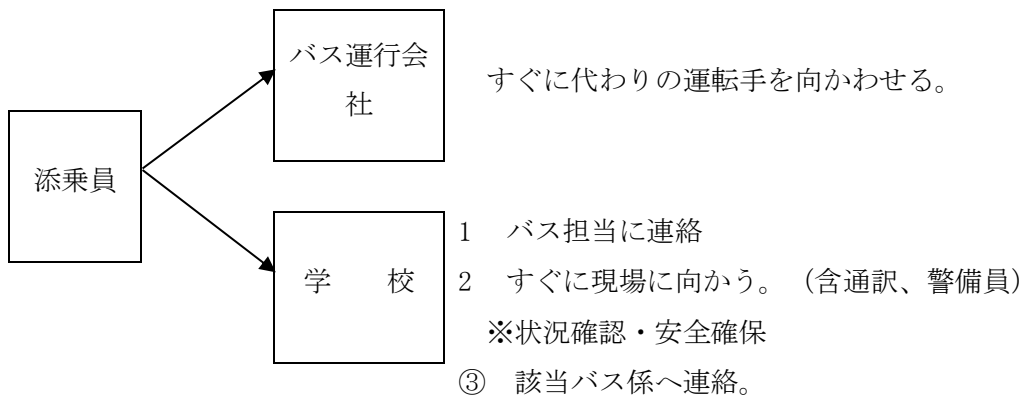 バス運行会
社
すぐに代わりの運転手を向かわせる。
添乗員
学　　校
1　バス担当に連絡
2　すぐに現場に向かう。（含通訳、警備員）
※状況確認・安全確保
③　該当バス係へ連絡。